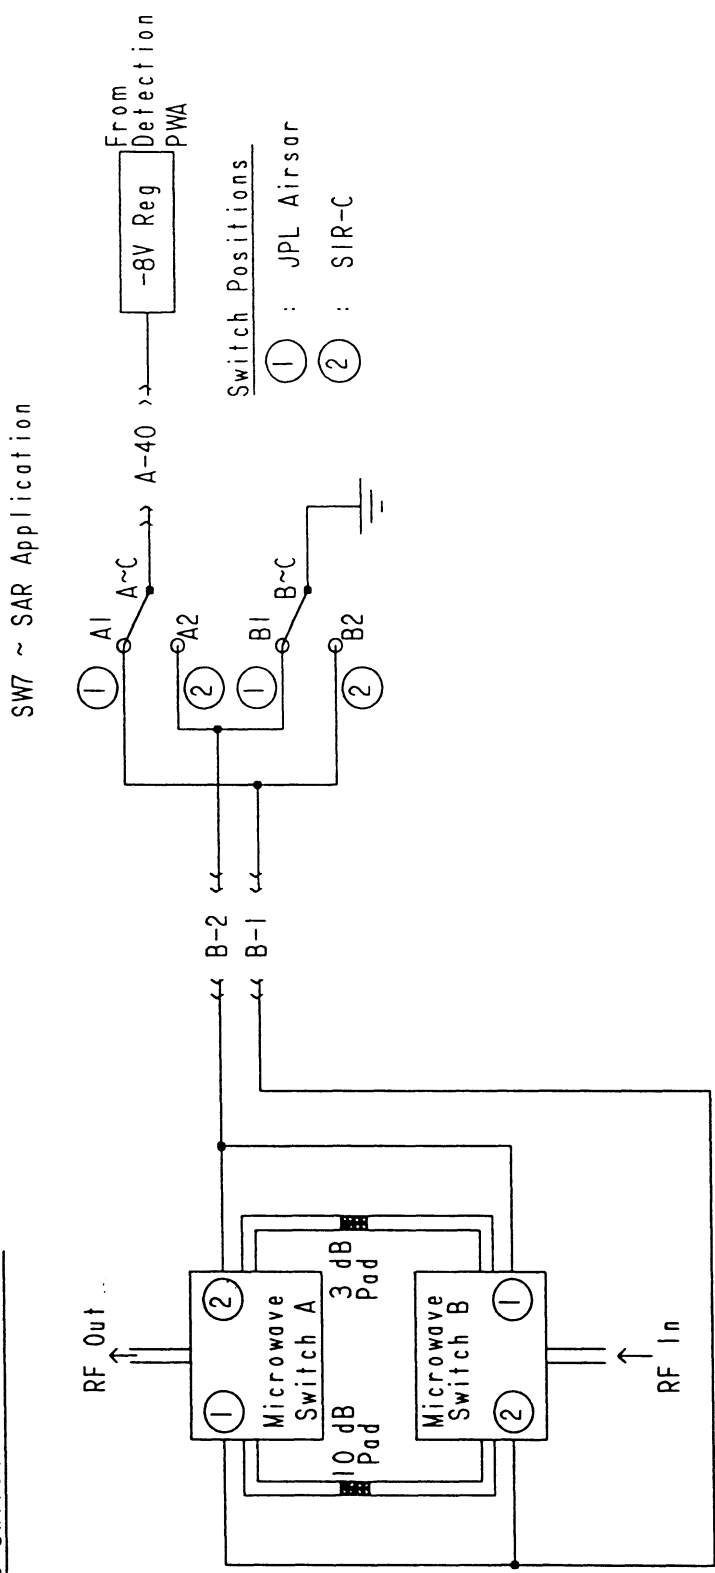 SW7 ~ SAR Application
From
Detection
PWA
-8V Reg
A-40
A1
A~C
A2
B1
B~C
B2
1
2
1
2
Switch Positions
1 : JPL Airsar
2 : SIR-C
B-2
B-1
RF Out
1
2
Microwave
Switch A
10 dB
Pad
3 dB
Pad
Microwave
Switch B
2
1
RF In